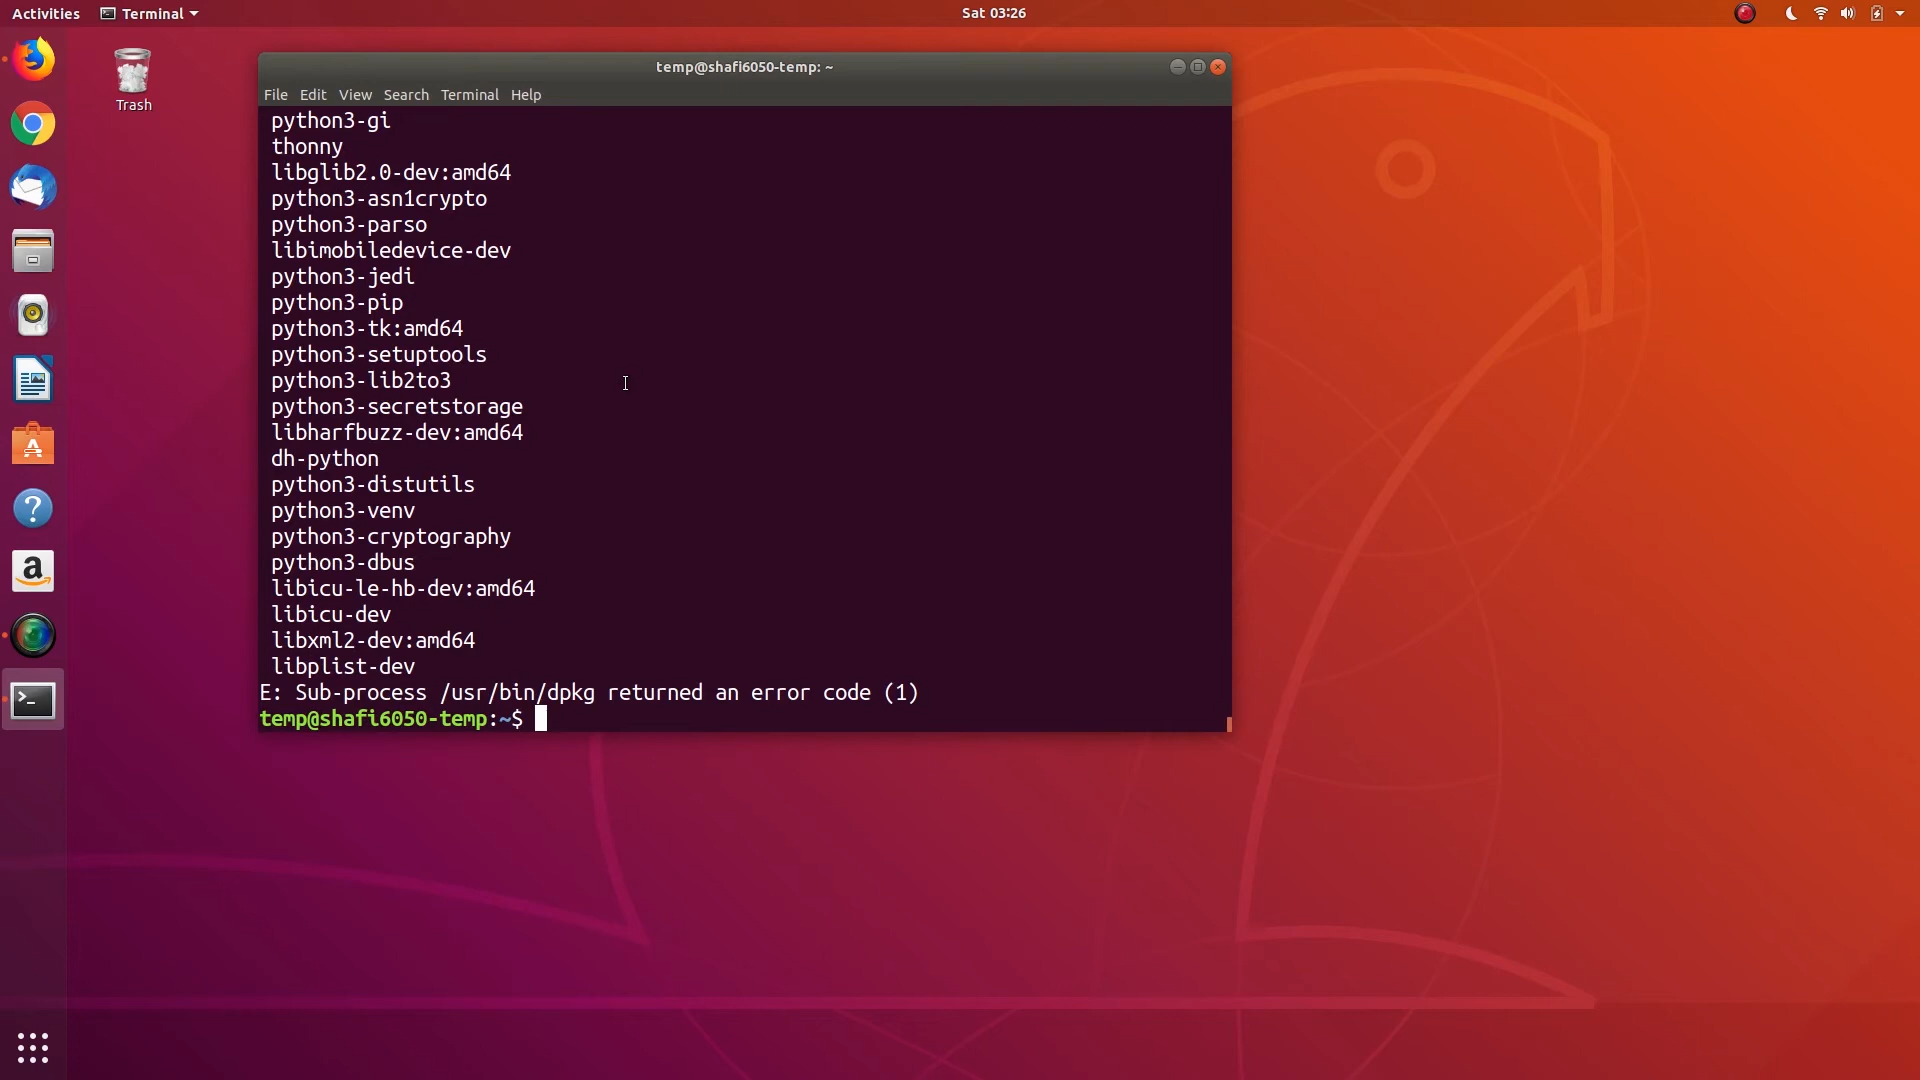 Activities
Terminal
Sat 03:26
Trash
temp@shafi6050-temp: ~
File Edit View Search Terminal Help
python3-gi
thonny
libglib2.0-dev:amd64
python3-asn1crypto
python3-parso
libimobiledevice-dev
python3-jedi
python3-pip
python3-tk:amd64
python3-setuptools
python3-lib2to3
python3-secretstorage
libharfbuzz-dev:amd64
dh-python
python3-distutils
python3-venv
python3-cryptography
python3-dbus
libicu-le-hb-dev:amd64
libicu-dev
libxml2-dev:amd64
libplist-dev
E: Sub-process /usr/bin/dpkg returned an error code (1)
temp@shafi6050-temp:~$